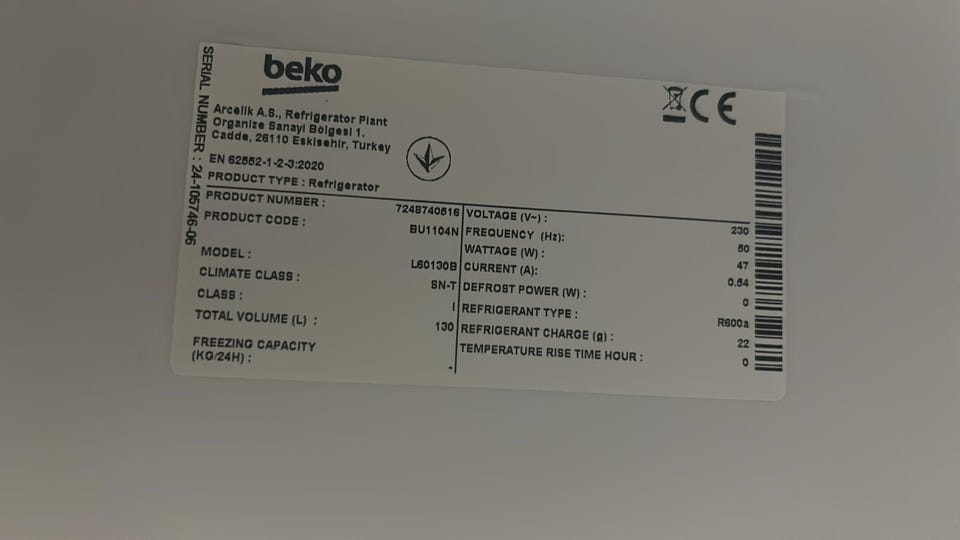 SERIAL NUMBER : 24-105746-06
beko
CE
Arcelik A.S., Refrigerator Plant
Organize Sanayi Bölgesi 1.
Cadde, 26110 Eskisehir, Turkey
EN 62552-1-2-3:2020
PRODUCT TYPE : Refrigerator
PRODUCT NUMBER : 7248740516
PRODUCT CODE : BU1104N
MODEL : L60130B
CLIMATE CLASS : SN-T
CLASS : I
TOTAL VOLUME (L) : 130
FREEZING CAPACITY
(KG/24H) : -
VOLTAGE (V~) : 230
FREQUENCY (Hz): 50
WATTAGE (W) : 47
CURRENT (A): 0.54
DEFROST POWER (W) : 0
REFRIGERANT TYPE : R600a
REFRIGERANT CHARGE (g) : 22
TEMPERATURE RISE TIME HOUR : 0